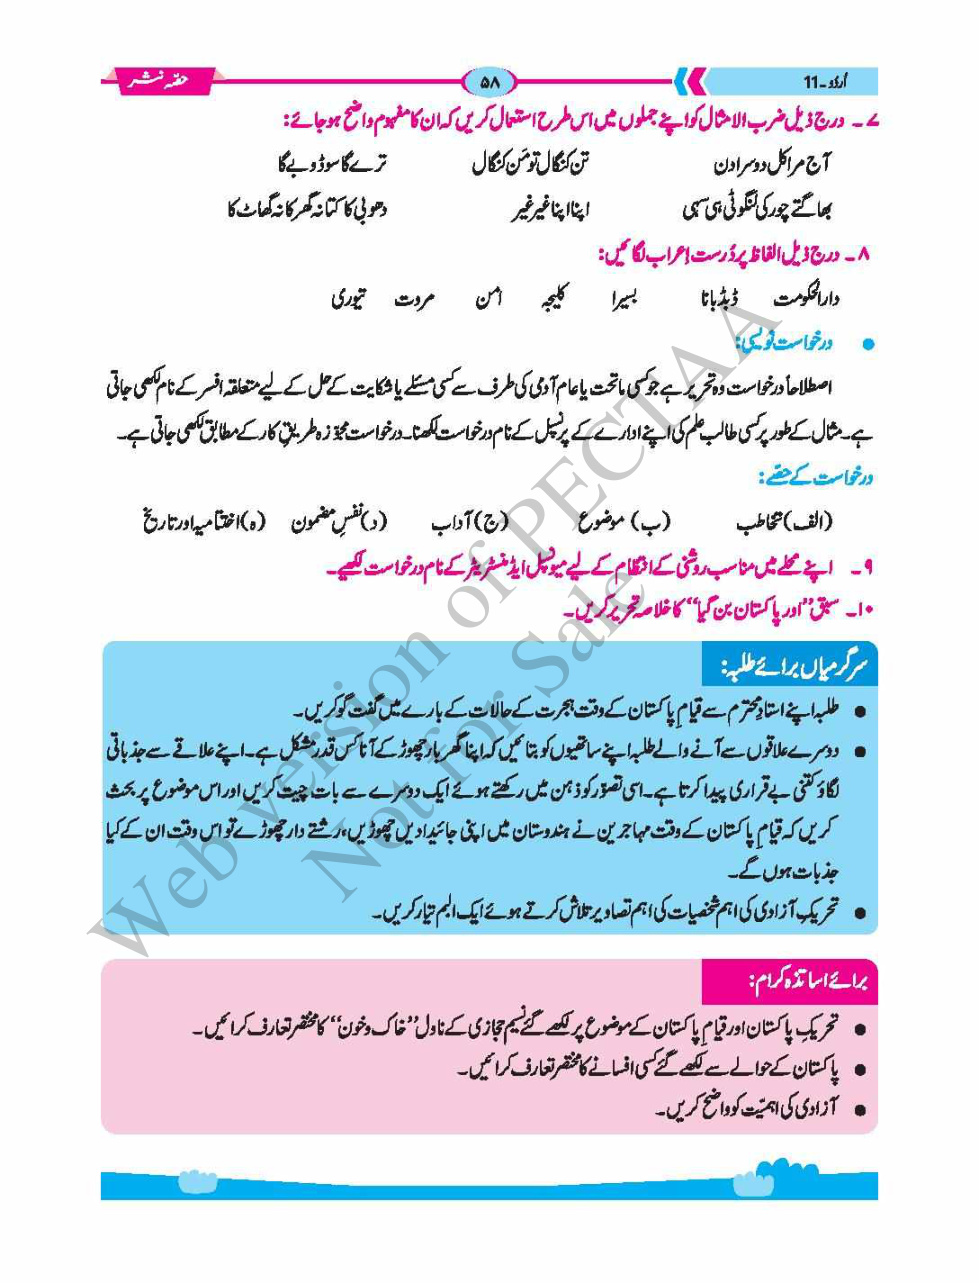 اُردو ـ 11
۵۸
حصّہ نثر
۷ ۔ درج ذیل ضرب الامثال کو اپنے جملوں میں اس طرح استعمال کریں کہ ان کا مفہوم واضح ہو جائے:
آج مرا کل دوسرا دن تن کنگال تو مَن کنگال ترے گا سو ڈوبے گا
بھاگتے چور کی لنگوٹی ہی سہی اپنا اپنا غیر غیر دھوبی کا کتا نہ گھر کا نہ گھاٹ کا
۸ ۔ درج ذیل الفاظ پر دُرست اِعراب لگائیں:
دارالحکومت ڈبڈبانا بسیرا کلیجہ امن مروت تیوری
● درخواست نویسی:
اصطلاحاً درخواست وہ تحریر ہے جو کسی ماتحت یا عام آدمی کی طرف سے کسی مسئلے یا شکایت کے حل کے لیے متعلقہ افسر کے نام لکھی جاتی
ہے۔ مثال کے طور پر کسی طالب علم کی اپنے ادارے کے پرنسپل کے نام درخواست لکھنا۔ درخواست مجوّزہ طریقِ کار کے مطابق لکھی جاتی ہے۔
درخواست کے حصّے:
(الف) تخاطب (ب) موضوع (ج) آداب (د) نفسِ مضمون (ہ) اختتامیہ اور تاریخ
۹ ۔ اپنے محلے میں مناسب روشنی کے انتظام کے لیے میونسپل ایڈمنسٹریٹر کے نام درخواست لکھیے۔
۱۰۔ سبق ’’اور پاکستان بن گیا‘‘ کا خلاصہ تحریر کریں۔
سرگرمیاں برائے طلبہ:
● طلبہ اپنے استادِ محترم سے قیامِ پاکستان کے وقت ہجرت کے حالات کے بارے میں گفت گو کریں۔
● دوسرے علاقوں سے آنے والے طلبہ اپنے ساتھیوں کو بتائیں کہ اپنا گھر بار چھوڑ کے آنا کس قدر مشکل ہے۔ اپنے علاقے سے جذباتی
لگاؤ کتنی بے قراری پیدا کرتا ہے۔ اسی تصوّر کو ذہن میں رکھتے ہوئے ایک دوسرے سے بات چیت کریں اور اس موضوع پر بحث
کریں کہ قیامِ پاکستان کے وقت مہاجرین نے ہندوستان میں اپنی جائیدادیں چھوڑیں، رشتے دار چھوڑے تو اس وقت ان کے کیا
جذبات ہوں گے۔
● تحریکِ آزادی کی اہم شخصیات کی اہم تصاویر تلاش کرتے ہوئے ایک البم تیار کریں۔
برائے اساتذہ کرام:
● تحریکِ پاکستان اور قیامِ پاکستان کے موضوع پر لکھے گئے نسیم حجازی کے ناول ’’خاک و خون‘‘ کا مختصر تعارف کرائیں۔
● پاکستان کے حوالے سے لکھے گئے کسی افسانے کا مختصر تعارف کرائیں۔
● آزادی کی اہمیّت کو واضح کریں۔
Web version of PECTAA
Not for Sale